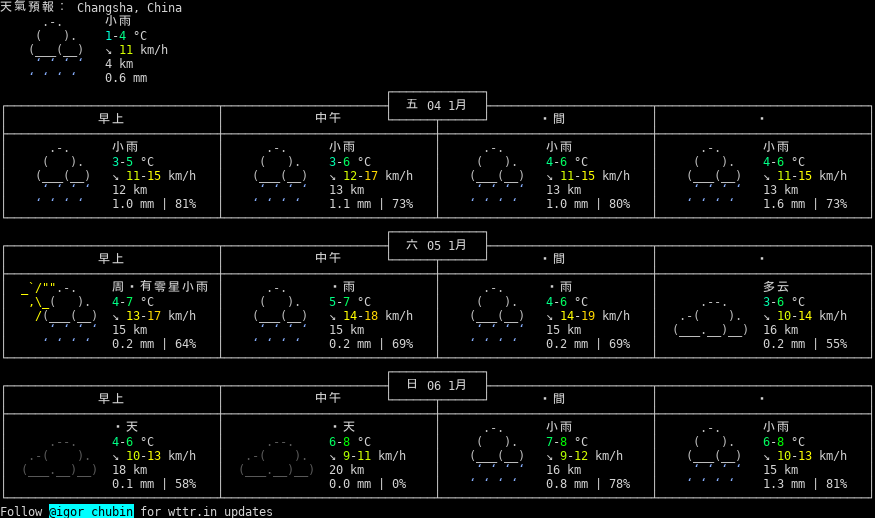 天氣預報： Changsha, China
小雨
1-4 °C
↘ 11 km/h
4 km
0.6 mm
五 04 1月
早上 中午 ・間 ・
小雨 小雨 小雨 小雨
3-5 °C 3-6 °C 4-6 °C 4-6 °C
↘ 11-15 km/h ↘ 12-17 km/h ↘ 11-15 km/h ↘ 11-15 km/h
12 km 13 km 13 km 13 km
1.0 mm | 81% 1.1 mm | 73% 1.0 mm | 80% 1.6 mm | 73%
六 05 1月
早上 中午 ・間 ・
周・有零星小雨 ・雨 ・雨 多云
4-7 °C 5-7 °C 4-6 °C 3-6 °C
↘ 13-17 km/h ↘ 14-18 km/h ↘ 14-19 km/h ↘ 10-14 km/h
15 km 15 km 15 km 16 km
0.2 mm | 64% 0.2 mm | 69% 0.2 mm | 69% 0.2 mm | 55%
日 06 1月
早上 中午 ・間 ・
・天 ・天 小雨 小雨
4-6 °C 6-8 °C 7-8 °C 6-8 °C
↘ 10-13 km/h ↘ 9-11 km/h ↘ 9-12 km/h ↘ 10-13 km/h
18 km 20 km 16 km 15 km
0.1 mm | 58% 0.0 mm | 0% 0.8 mm | 78% 1.3 mm | 81%
Follow @igor_chubin for wttr.in updates